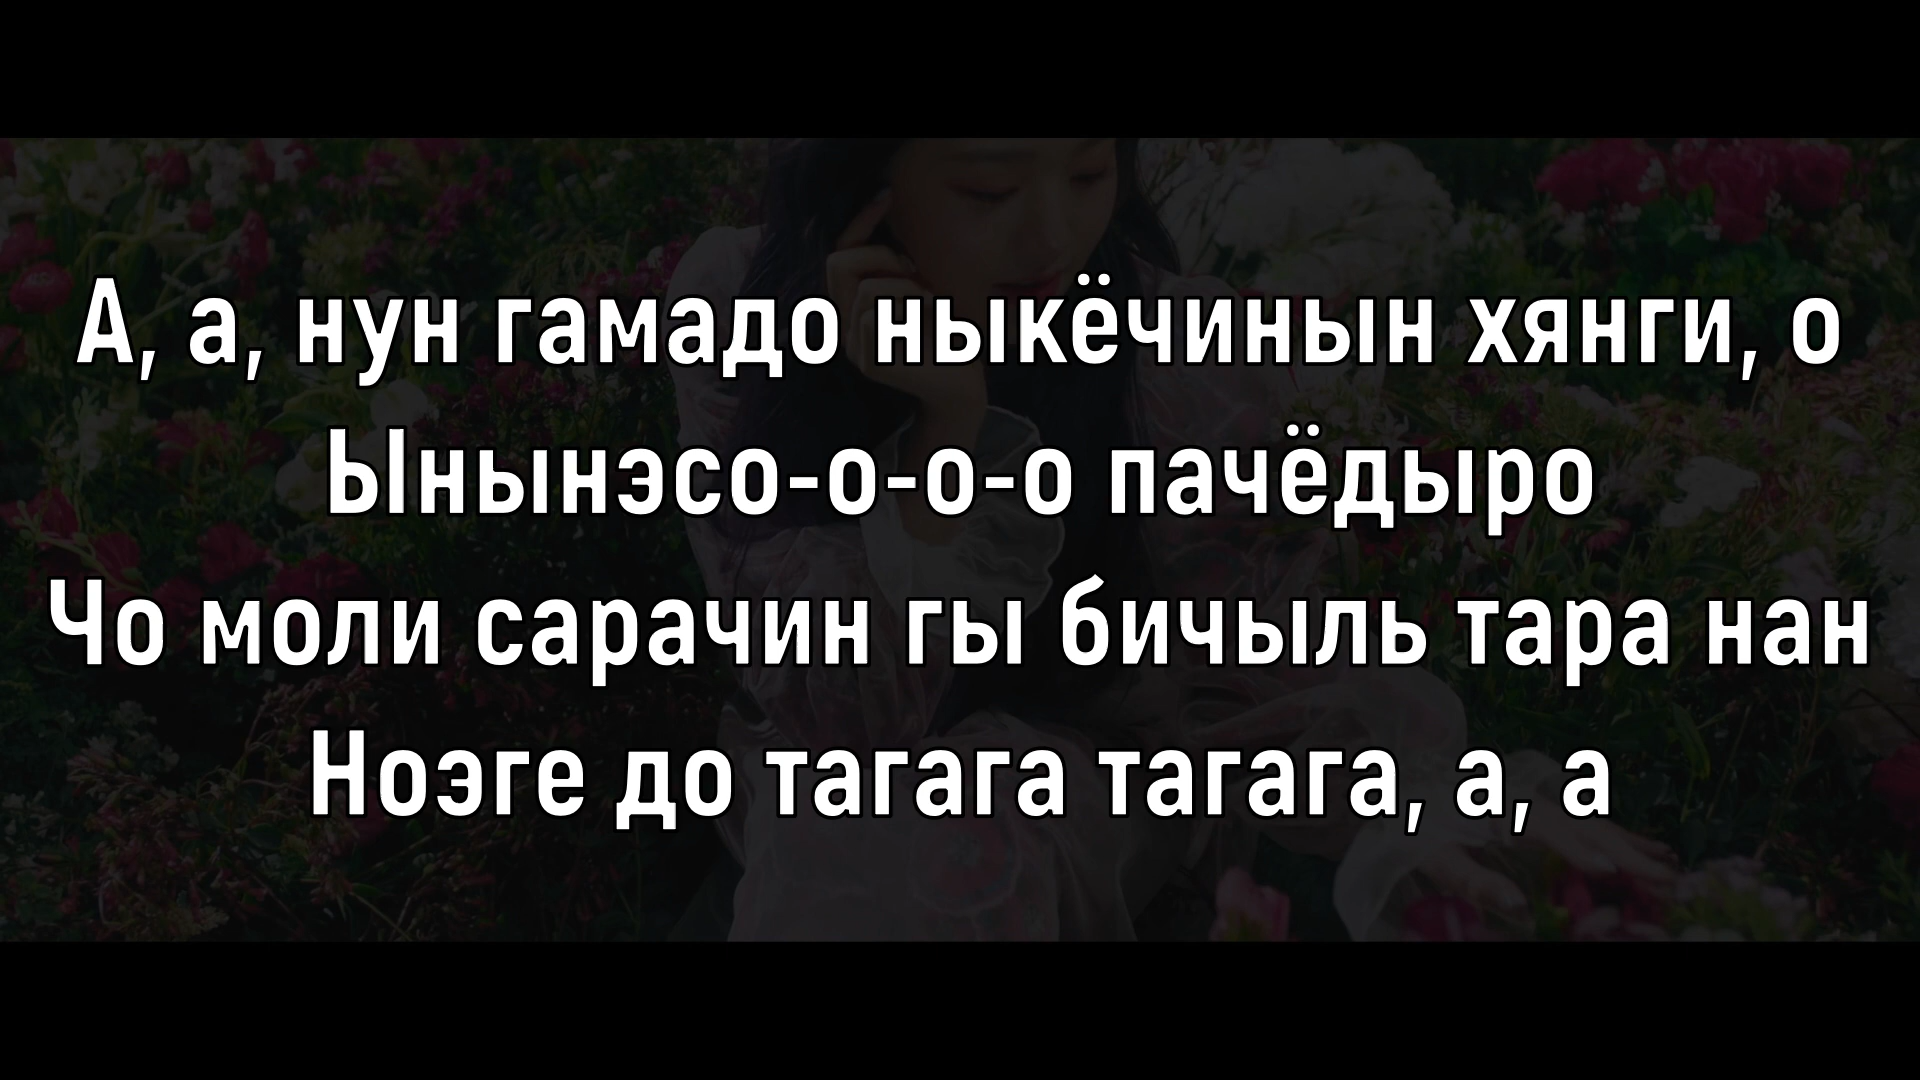 А, а, нун гамадо ныкёчинын хянги, о
Ынынэсо-о-о-о пачёдыро
Чо моли сарачин гы бичыль тара нан
Ноэге до тагага тагага, а, а